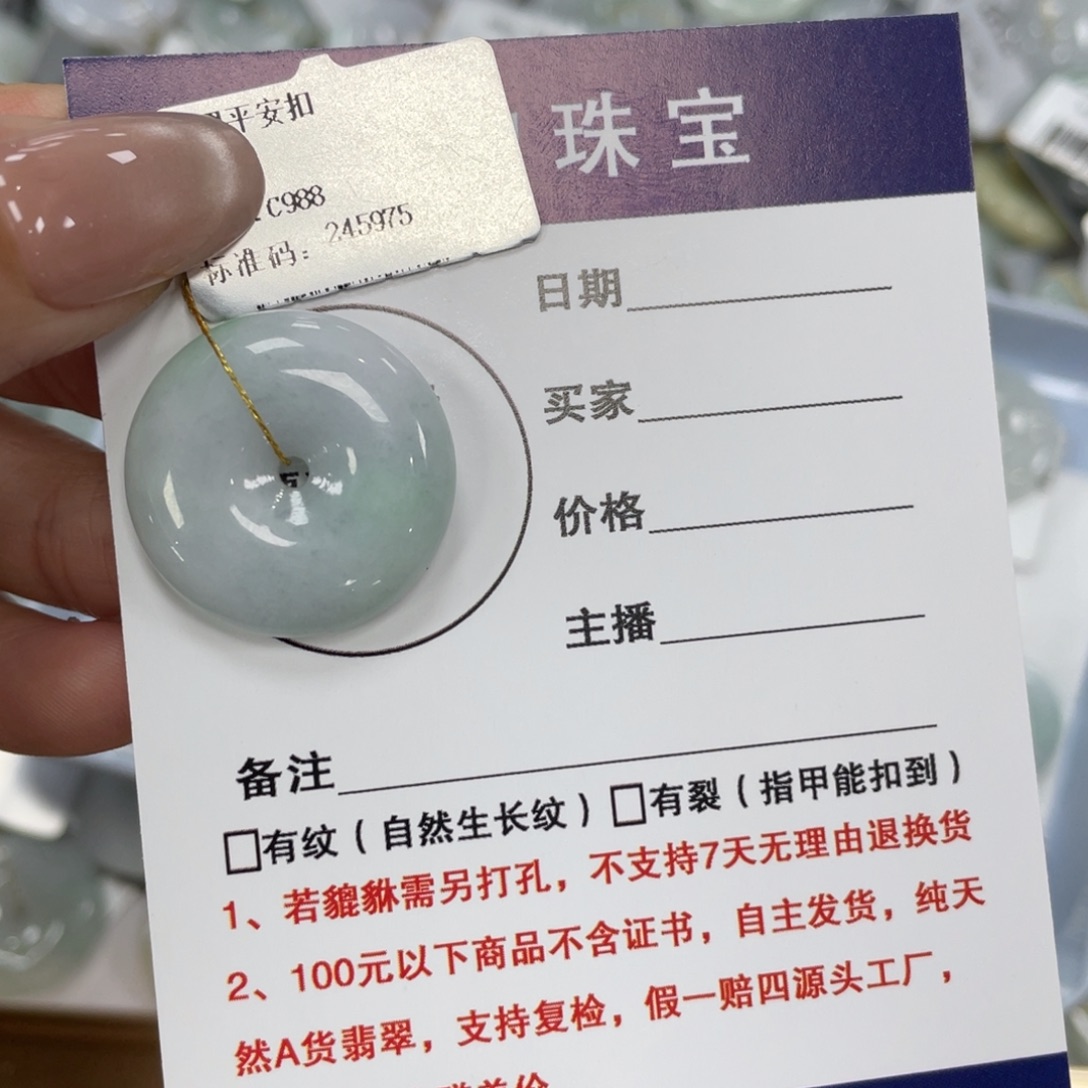 平安扣
C988
标准码：245975
珠宝
日期
买家
价格
主播
备注
□有纹（自然生长纹）□有裂（指甲能扣到）
1、若貔貅需另打孔，不支持7天无理由退换货
2、100元以下商品不含证书，自主发货，纯天
然A货翡翠，支持复检，假一赔四源头工厂，